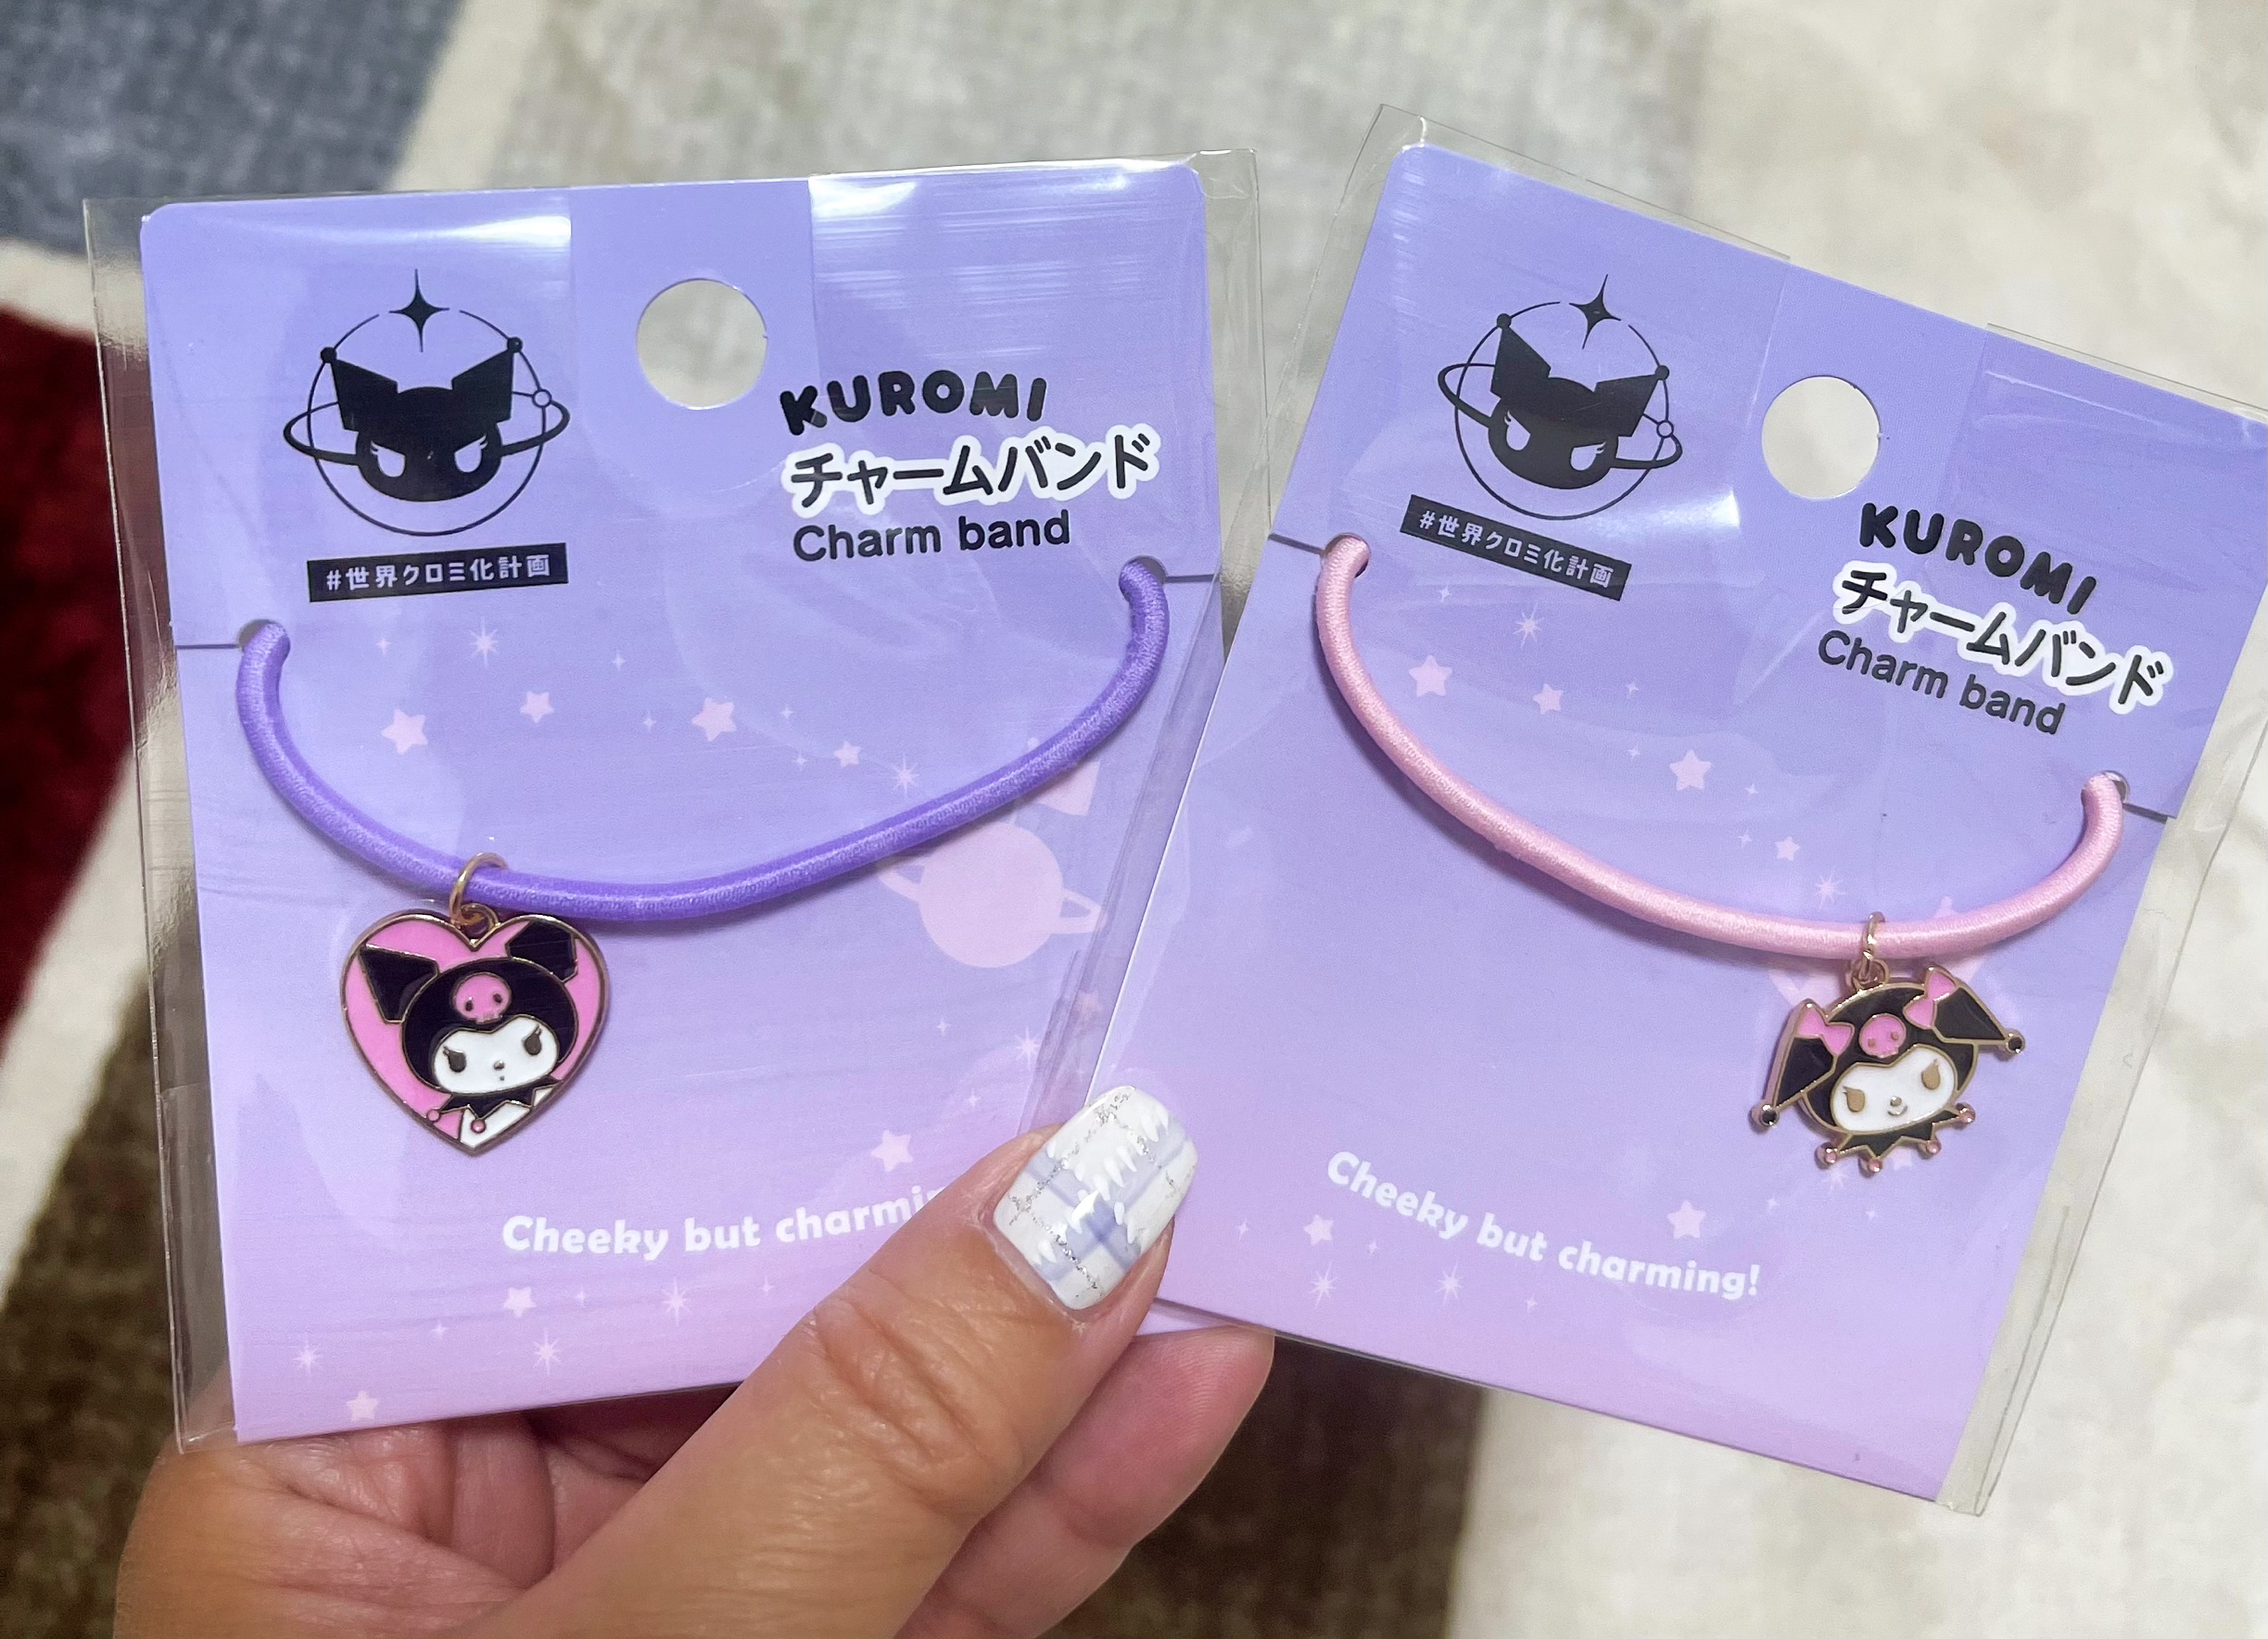 #世界クロミ化計画
KUROMI
チャームバンド
Charm band
Cheeky but charmin
#世界クロミ化計画
KUROMI
チャームバンド
Charm band
Cheeky but charming!